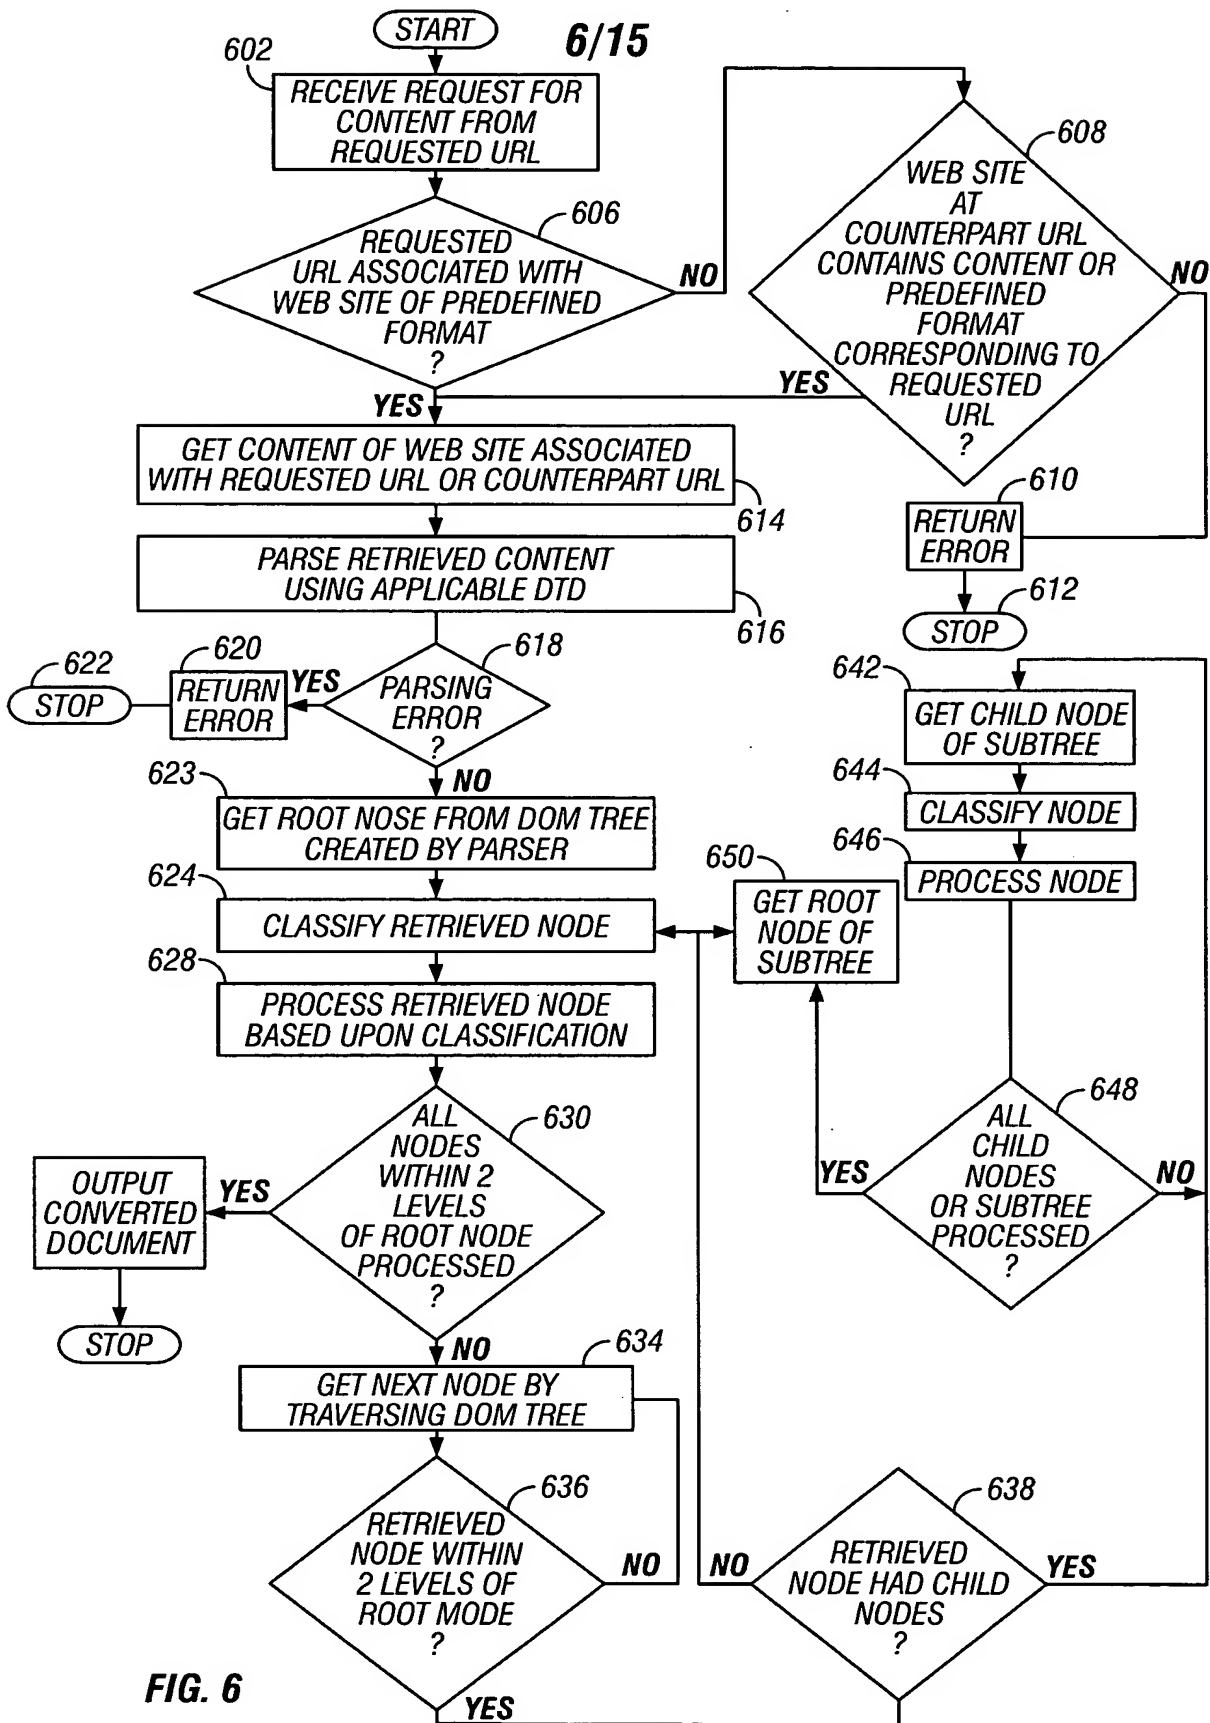 START
6/15
602
RECEIVE REQUEST FOR
CONTENT FROM
REQUESTED URL
606
REQUESTED
URL ASSOCIATED WITH
WEB SITE OF PREDEFINED
FORMAT
?
NO
YES
608
WEB SITE
AT
COUNTERPART URL
CONTAINS CONTENT OR
PREDEFINED
FORMAT
CORRESPONDING TO
REQUESTED
URL
?
NO
YES
610
RETURN
ERROR
612
STOP
GET CONTENT OF WEB SITE ASSOCIATED
WITH REQUESTED URL OR COUNTERPART URL
614
PARSE RETRIEVED CONTENT
USING APPLICABLE DTD
616
618
PARSING
ERROR
?
YES
620
RETURN
ERROR
622
STOP
NO
623
GET ROOT NOSE FROM DOM TREE
CREATED BY PARSER
624
CLASSIFY RETRIEVED NODE
628
PROCESS RETRIEVED NODE
BASED UPON CLASSIFICATION
630
ALL
NODES
WITHIN 2
LEVELS
OF ROOT NODE
PROCESSED
?
YES
OUTPUT
CONVERTED
DOCUMENT
STOP
NO
634
GET NEXT NODE BY
TRAVERSING DOM TREE
636
RETRIEVED
NODE WITHIN
2 LEVELS OF
ROOT MODE
?
NO
YES
638
RETRIEVED
NODE HAD CHILD
NODES
?
NO
YES
642
GET CHILD NODE
OF SUBTREE
644
CLASSIFY NODE
646
PROCESS NODE
648
ALL
CHILD
NODES
OR SUBTREE
PROCESSED
?
YES
NO
650
GET ROOT
NODE OF
SUBTREE
FIG. 6